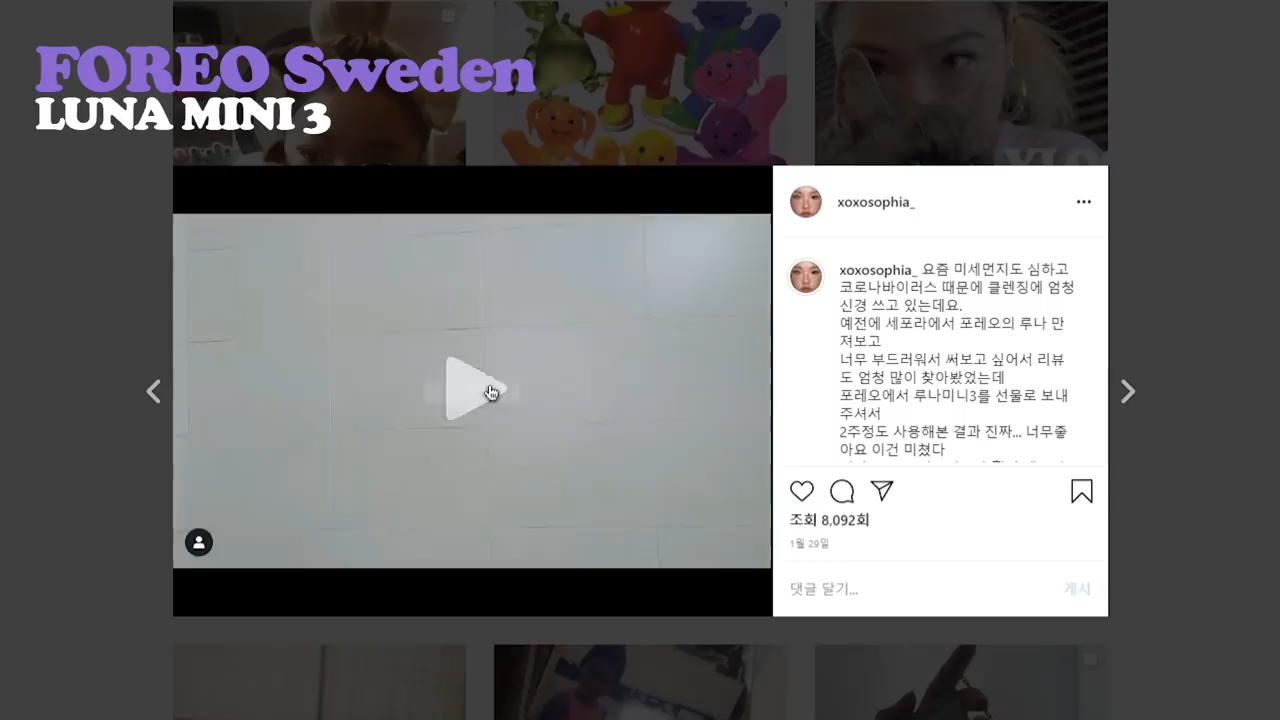 FOREO Sweden
LUNA MINI 3
xoxosophia_
xoxosophia_ 요즘 미세먼지도 심하고
코로나바이러스 때문에 클렌징에 엄청
신경 쓰고 있는데요.
예전에 세포라에서 포레오의 루나 만
져보고
너무 부드러워서 써보고 싶어서 리뷰
도 엄청 많이 찾아봤었는데
포레오에서 루나미니3를 선물로 보내
주셔서
2주정도 사용해본 결과 진짜... 너무좋
아요 이건 미쳤다
조회 8,092회
1월 29일
댓글 달기...
게시